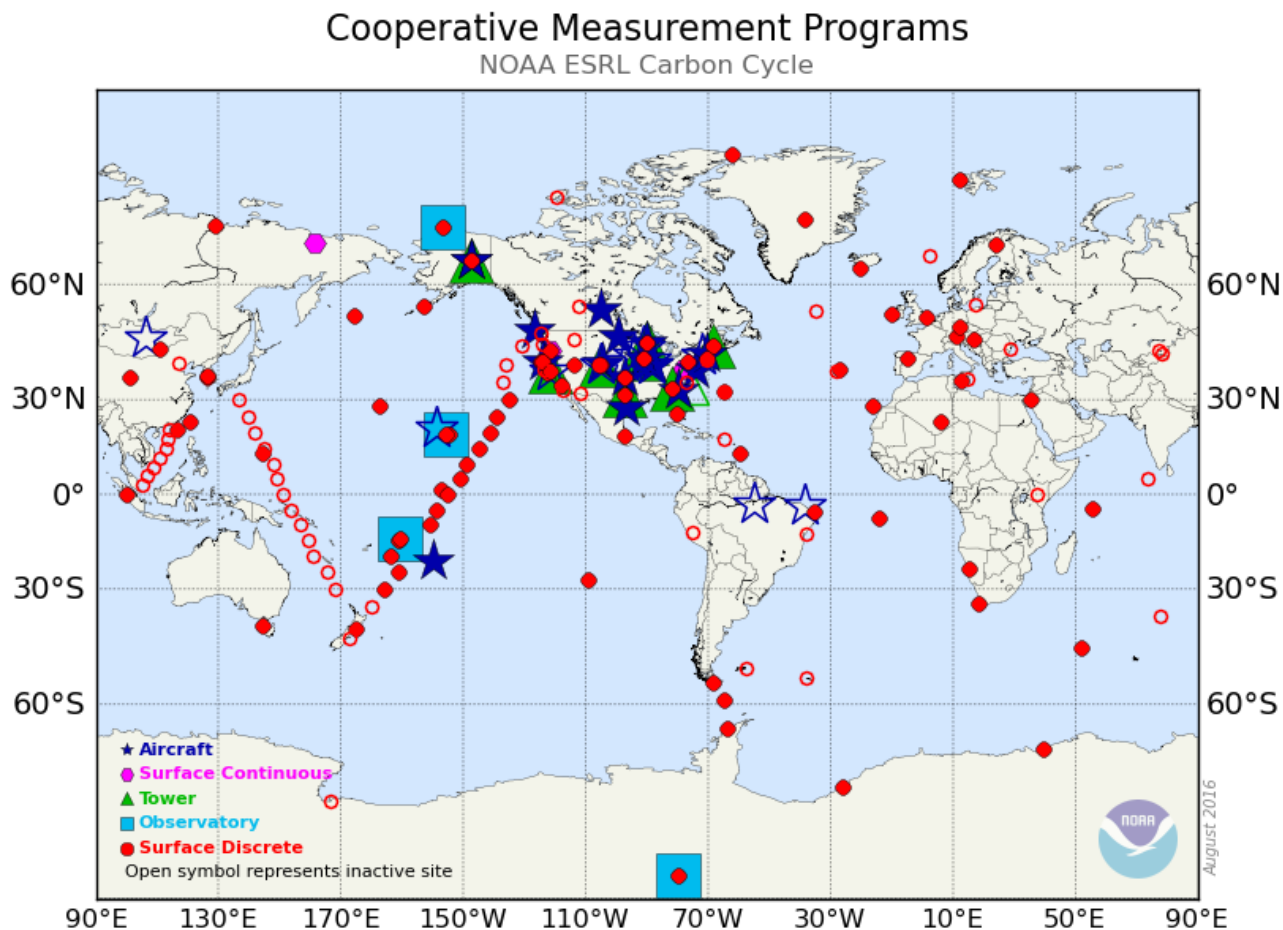 Cooperative Measurement Programs
NOAA ESRL Carbon Cycle
60°N 60°N
30°N 30°N
0° 0°
30°S 30°S
60°S 60°S
Aircraft
Surface Continuous
Tower
Observatory
Surface Discrete
Open symbol represents inactive site
NOAA
August 2016
90°E 130°E 170°E 150°W 110°W 70°W 30°W 10°E 50°E 90°E